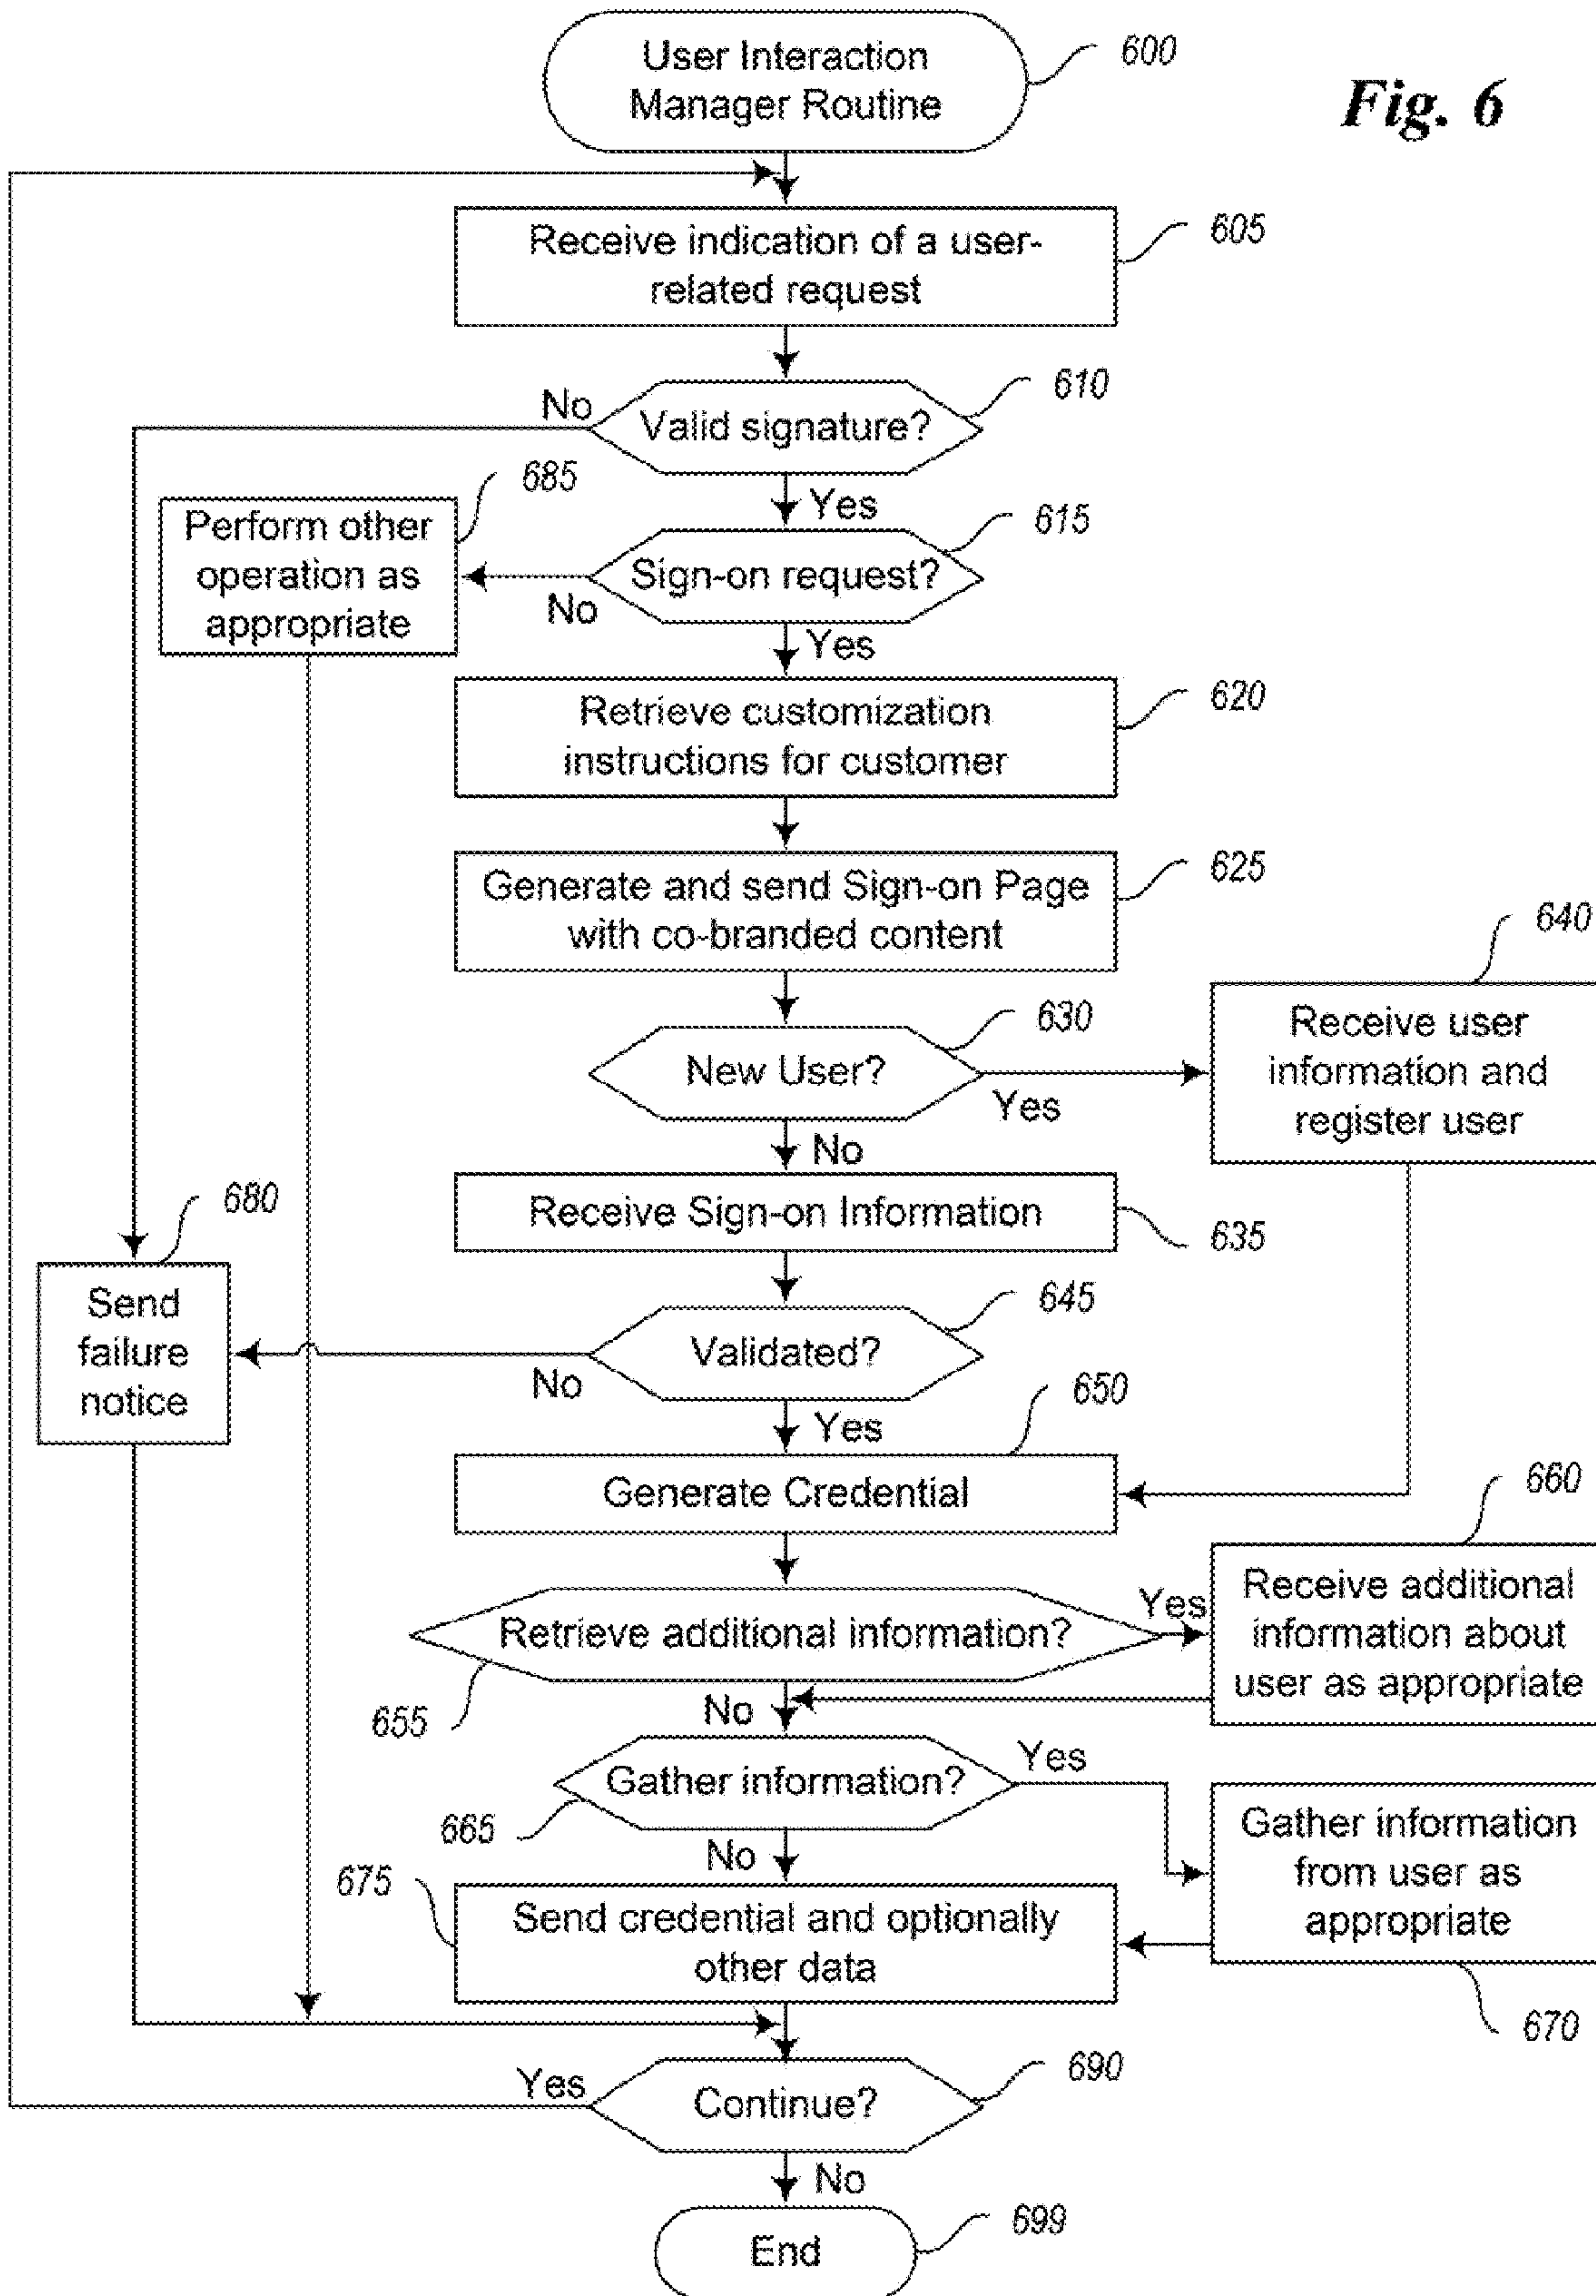 User Interaction
Manager Routine
600
Fig. 6
Receive indication of a user-
related request
605
Valid signature?
610
No
Yes
Perform other
operation as
appropriate
685
Sign-on request?
615
No
Yes
Retrieve customization
instructions for customer
620
Generate and send Sign-on Page
with co-branded content
625
New User?
630
Yes
No
Receive user
information and
register user
640
Receive Sign-on Information
635
Send
failure
notice
680
Validated?
645
No
Yes
Generate Credential
650
Retrieve additional information?
655
Yes
No
Receive additional
information about
user as appropriate
660
Gather information?
665
Yes
No
Gather information
from user as
appropriate
670
Send credential and optionally
other data
675
Continue?
690
Yes
No
End
699